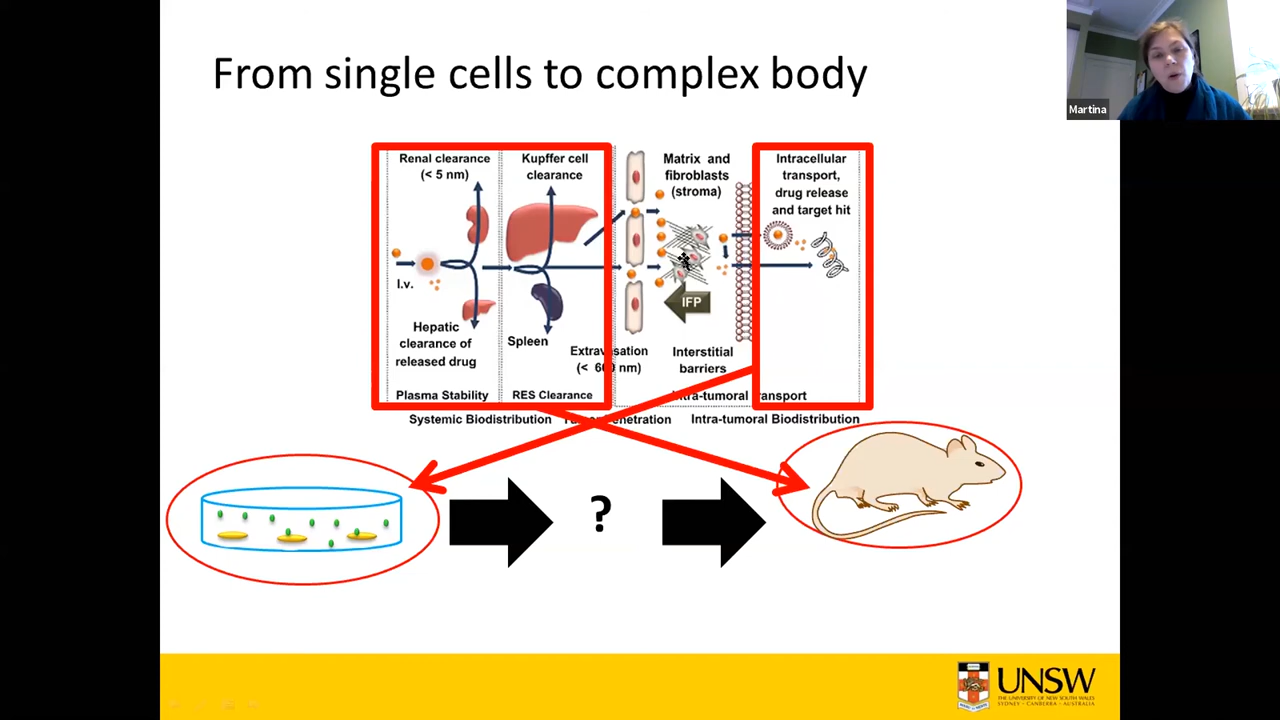 From single cells to complex body
Martina
Renal clearance
(< 5 nm)
Kupffer cell
clearance
Matrix and
fibroblasts
(stroma)
Intracellular
transport,
drug release
and target hit
I.v.
IFP
Hepatic
clearance of
released drug
Spleen
Extravasation
(< 600 nm)
Interstitial
barriers
Plasma Stability
RES Clearance
Intra-tumoral transport
Systemic Biodistribution
Penetration
Intra-tumoral Biodistribution
?
UNSW
THE UNIVERSITY OF NEW SOUTH WALES
SYDNEY · CANBERRA · AUSTRALIA